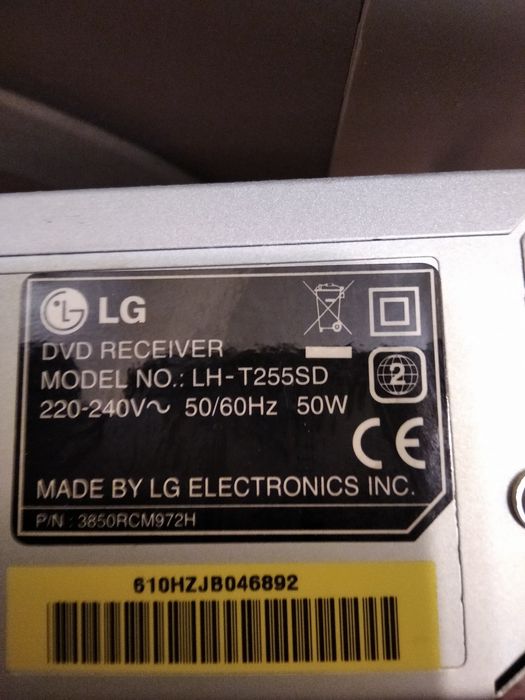 LG
DVD RECEIVER
MODEL NO.: LH-T255SD
220-240V~ 50/60Hz 50W
2
CE
MADE BY LG ELECTRONICS INC.
P/N : 3850RCM972H
610HZJB046892